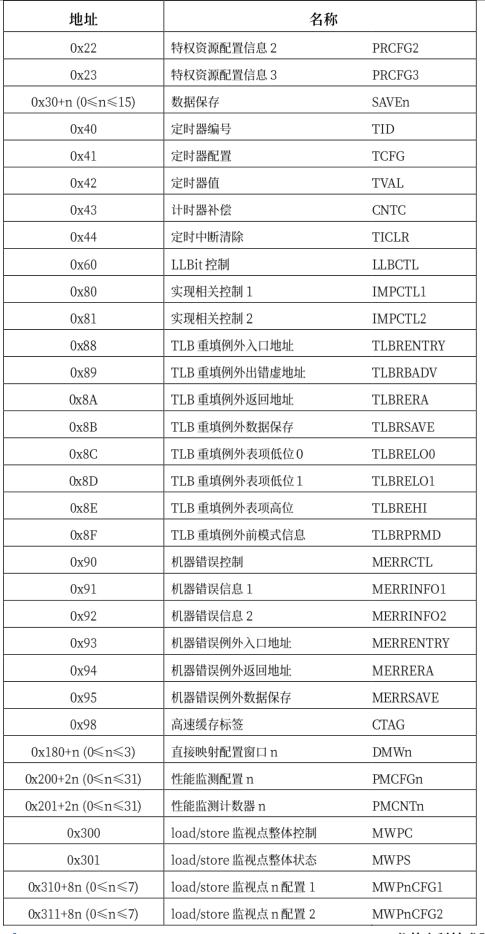 地址 名称
0x22 特权资源配置信息 2 PRCFG2
0x23 特权资源配置信息 3 PRCFG3
0x30+n (0⩽n⩽15) 数据保存 SAVEn
0x40 定时器编号 TID
0x41 定时器配置 TCFG
0x42 定时器值 TVAL
0x43 计时器补偿 CNTC
0x44 定时中断清除 TICLR
0x60 LLBit 控制 LLBCTL
0x80 实现相关控制 1 IMPCTL1
0x81 实现相关控制 2 IMPCTL2
0x88 TLB 重填例外入口地址 TLBRENTRY
0x89 TLB 重填例外出错虚地址 TLBRBADV
0x8A TLB 重填例外返回地址 TLBRERA
0x8B TLB 重填例外数据保存 TLBRSAVE
0x8C TLB 重填例外表项低位 0 TLBRELO0
0x8D TLB 重填例外表项低位 1 TLBRELO1
0x8E TLB 重填例外表项高位 TLBREHI
0x8F TLB 重填例外前模式信息 TLBRPRMD
0x90 机器错误控制 MERRCTL
0x91 机器错误信息 1 MERRINFO1
0x92 机器错误信息 2 MERRINFO2
0x93 机器错误例外入口地址 MERRENTRY
0x94 机器错误例外返回地址 MERRERA
0x95 机器错误例外数据保存 MERRSAVE
0x98 高速缓存标签 CTAG
0x180+n (0⩽n⩽3) 直接映射配置窗口 n DMWn
0x200+2n (0⩽n⩽31) 性能监测配置 n PMCFGn
0x201+2n (0⩽n⩽31) 性能监测计数器 n PMCNTn
0x300 load/store 监视点整体控制 MWPC
0x301 load/store 监视点整体状态 MWPS
0x310+8n (0⩽n⩽7) load/store 监视点 n 配置 1 MWPnCFG1
0x311+8n (0⩽n⩽7) load/store 监视点 n 配置 2 MWPnCFG2